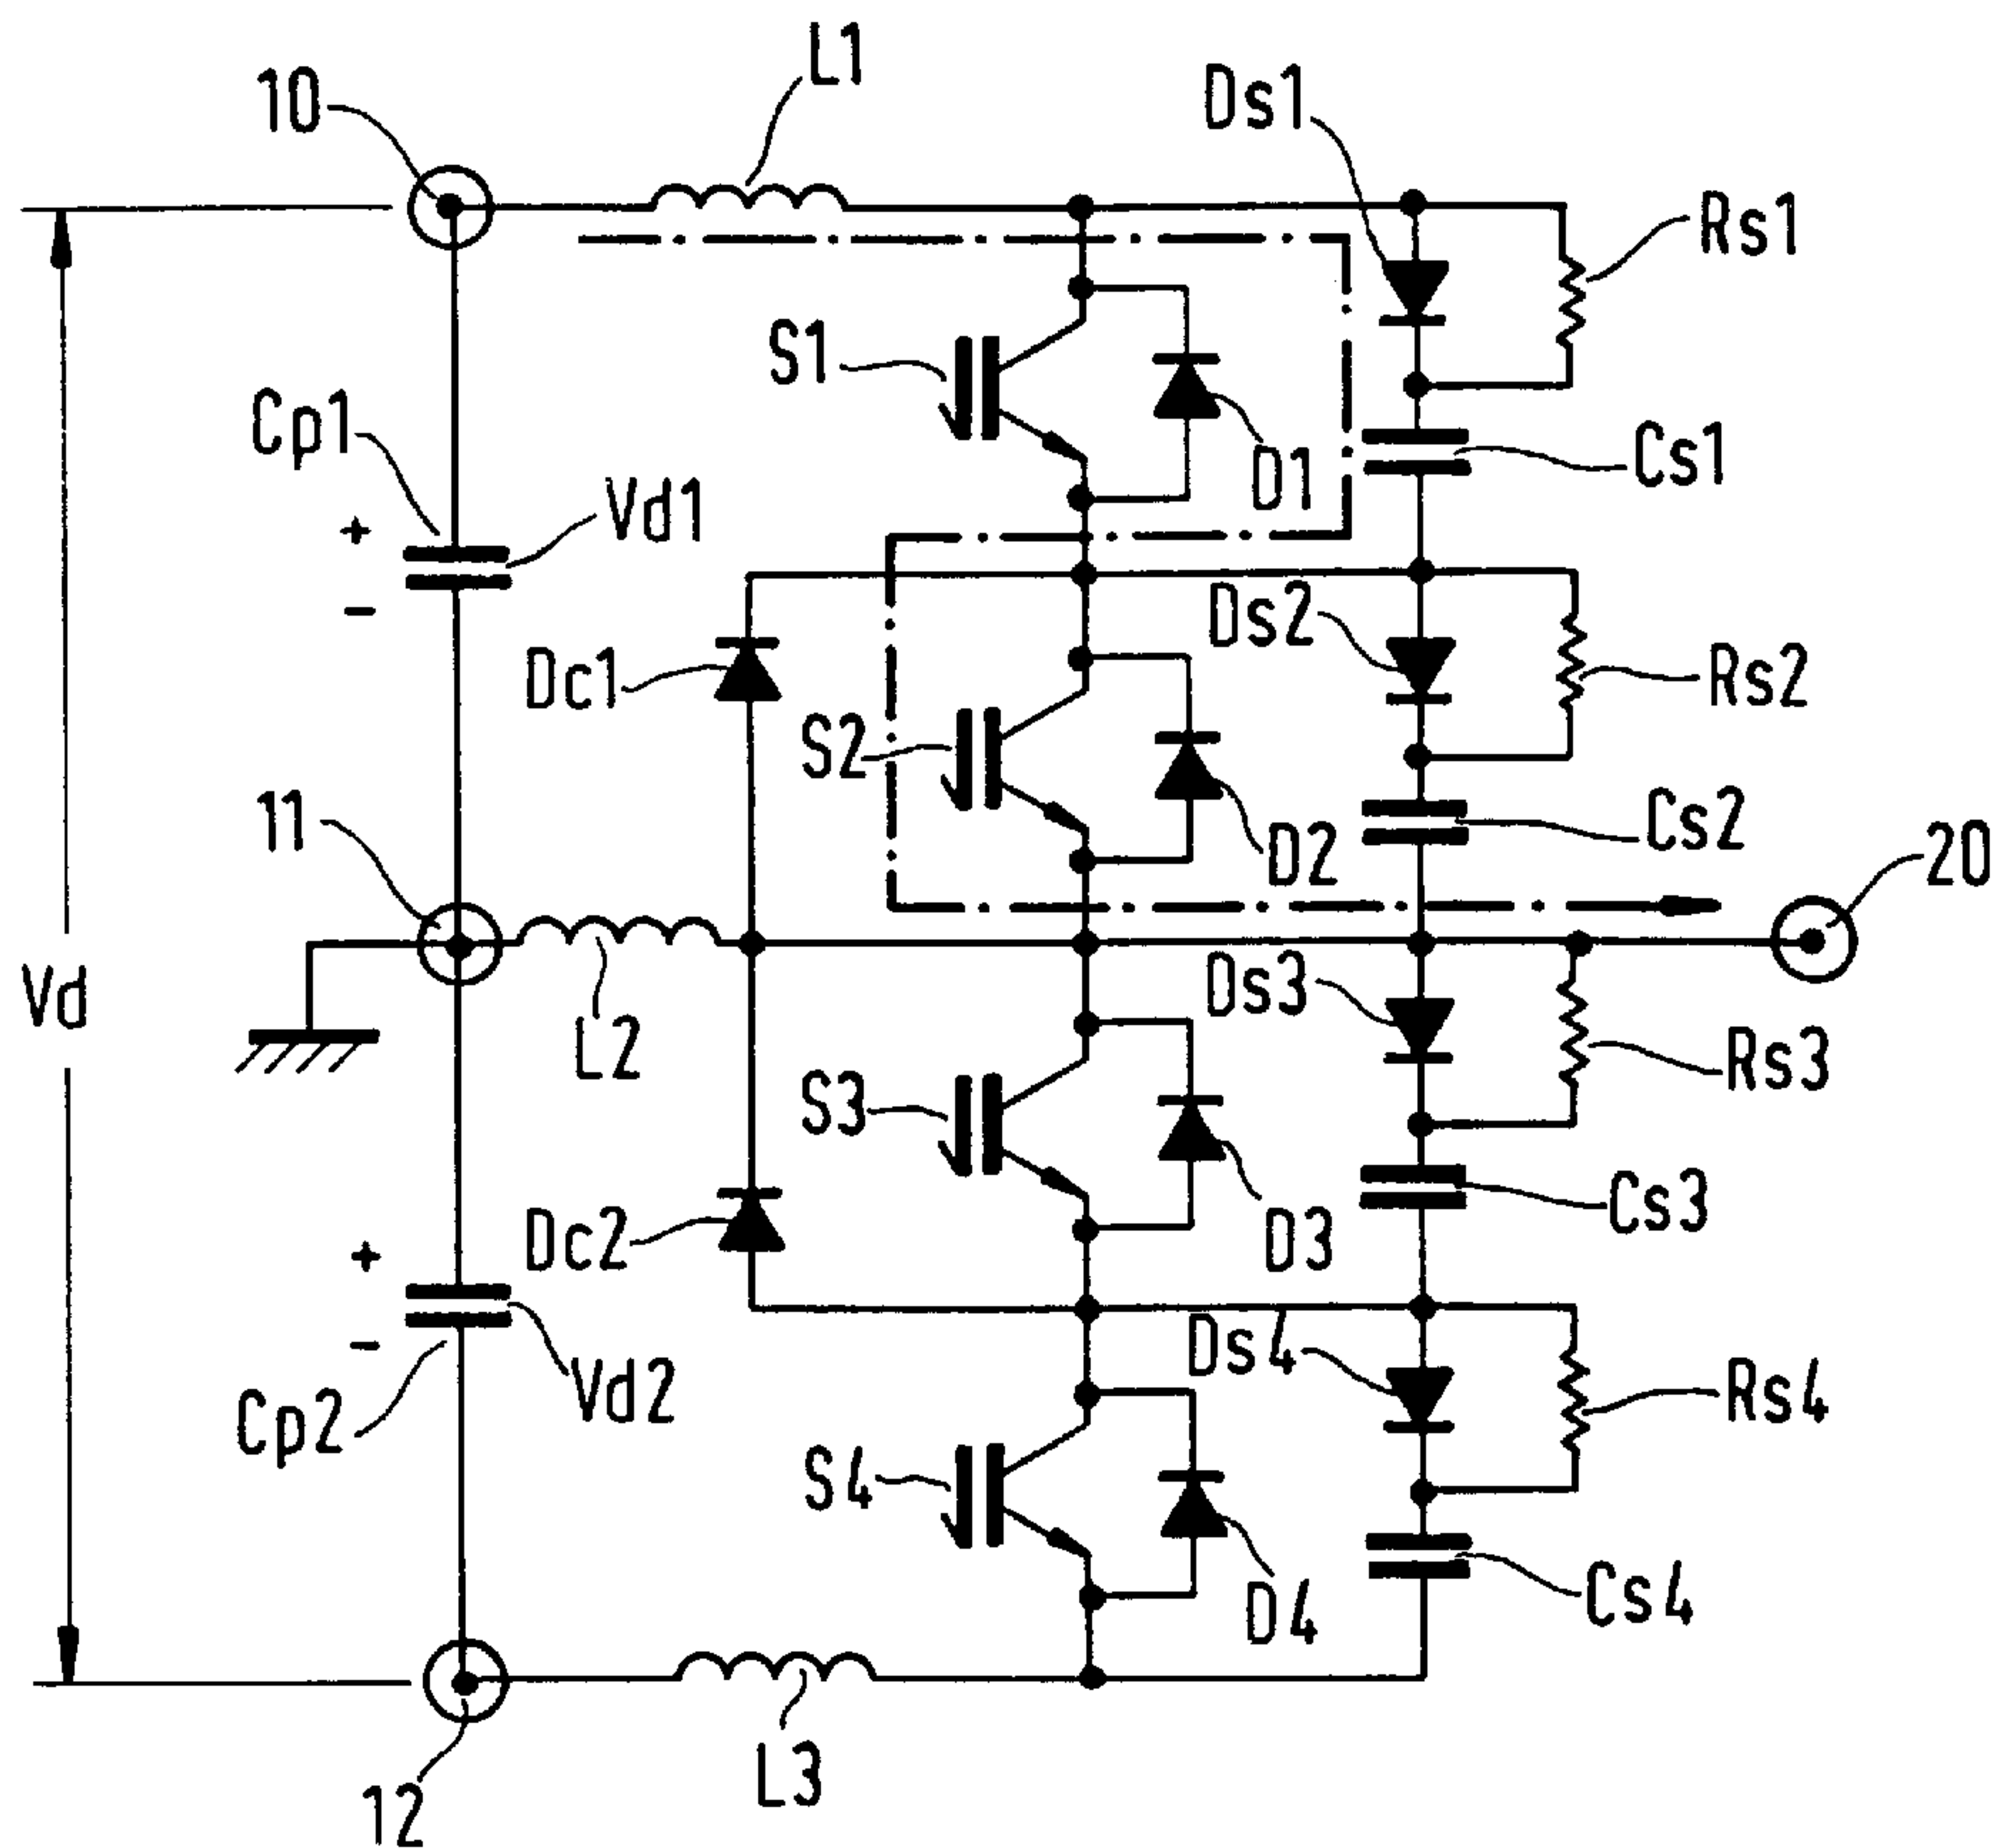 L1
10
Ds1
Rs1
S1
Cp1
D1
Cs1
Vd1
+
-
Ds2
Dc1
Rs2
S2
11
Cs2
D2
20
Vd
Ds3
L2
Rs3
S3
Cs3
Dc2
D3
+
-
Ds4
Vd2
Rs4
Cp2
S4
Cs4
D4
L3
12